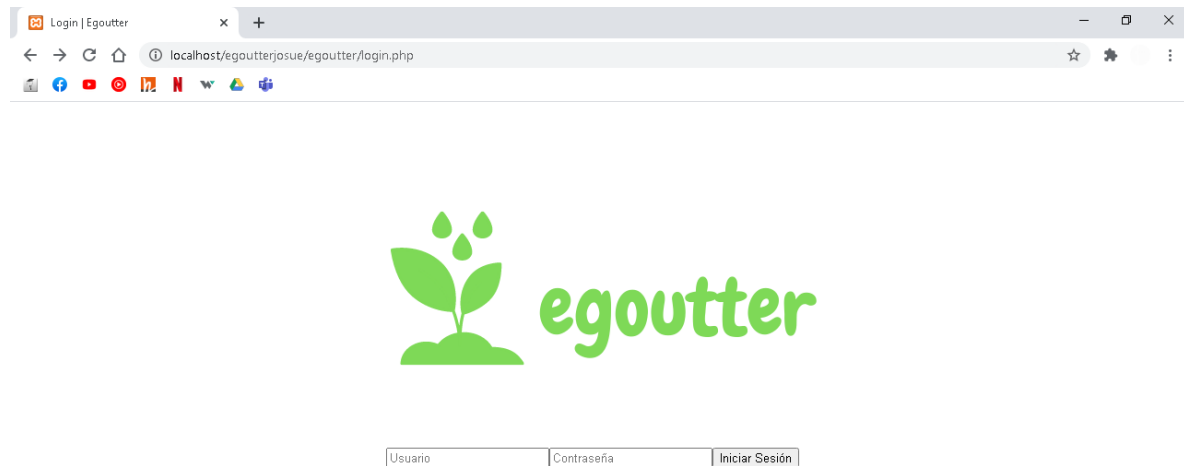 Login | Egoutter
localhost/egoutterjosue/egoutter/login.php
egoutter
Usuario Contraseña Iniciar Sesión